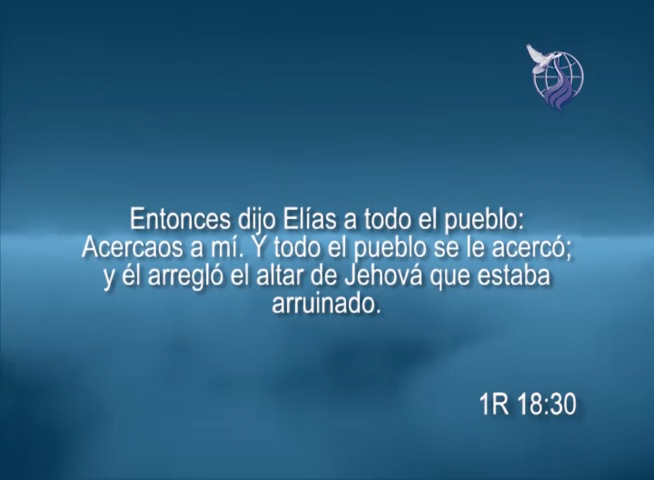 Entonces dijo Elías a todo el pueblo:
Acercaos a mí. Y todo el pueblo se le acercó;
y él arregló el altar de Jehová que estaba
arruinado.
1R 18:30